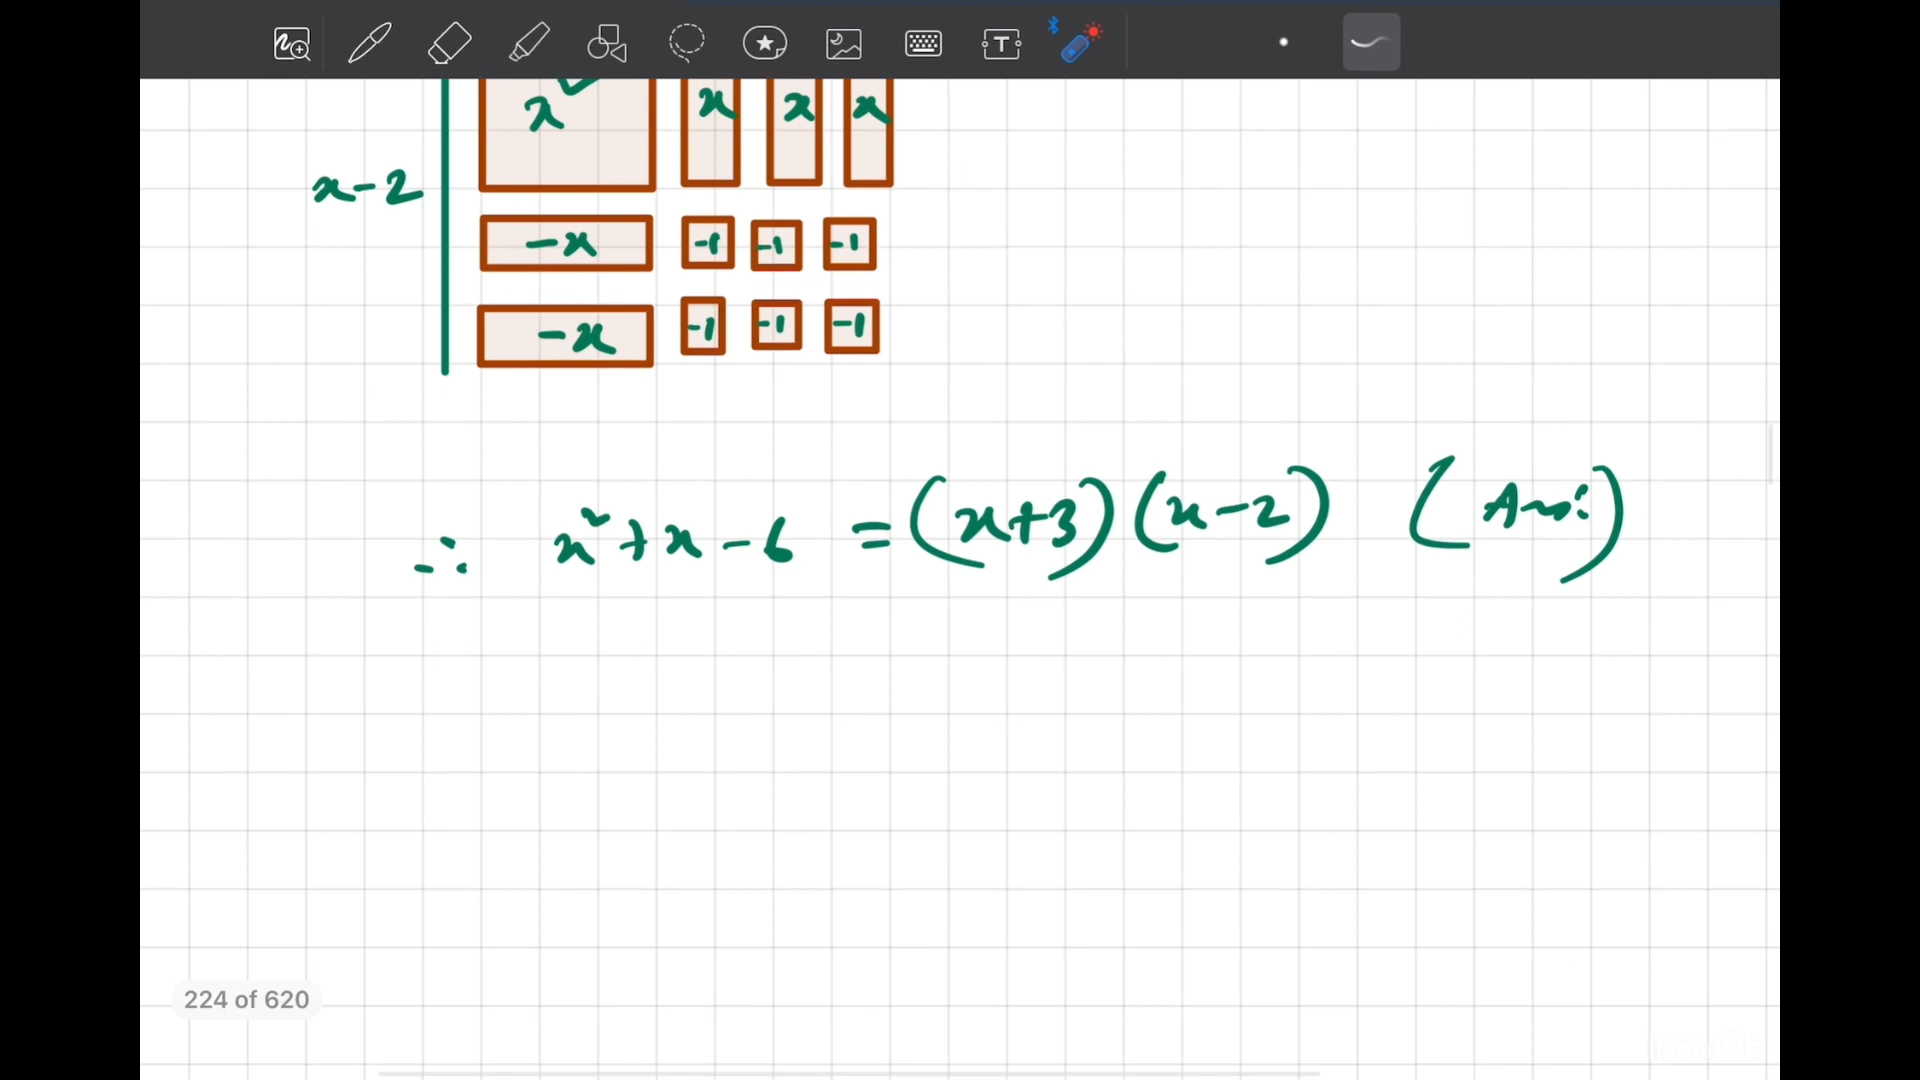 x² x x x
x-2
-x -1 -1 -1
-x -1 -1 -1
∴ x²+x-6 =(x+3)(x-2) (Ans:)
224 of 620